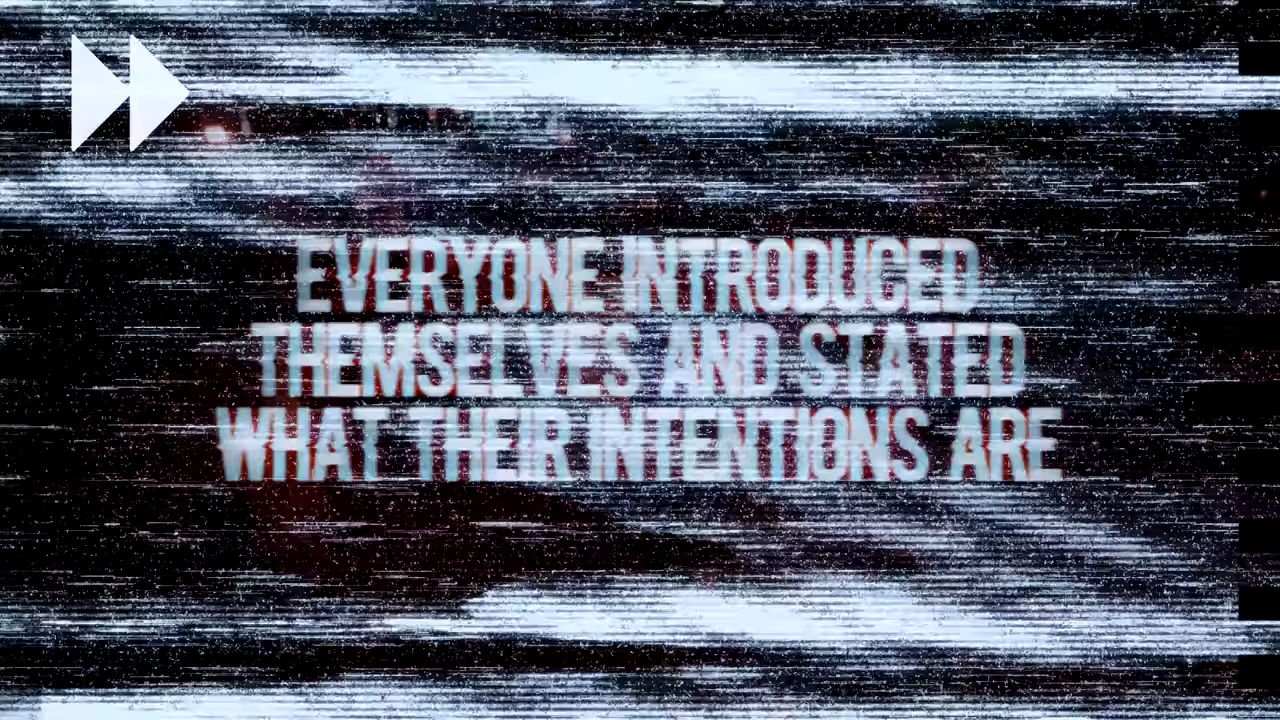 EVERYONE INTRODUCED
THEMSELVES AND STATED
WHAT THEIR INTENTIONS ARE